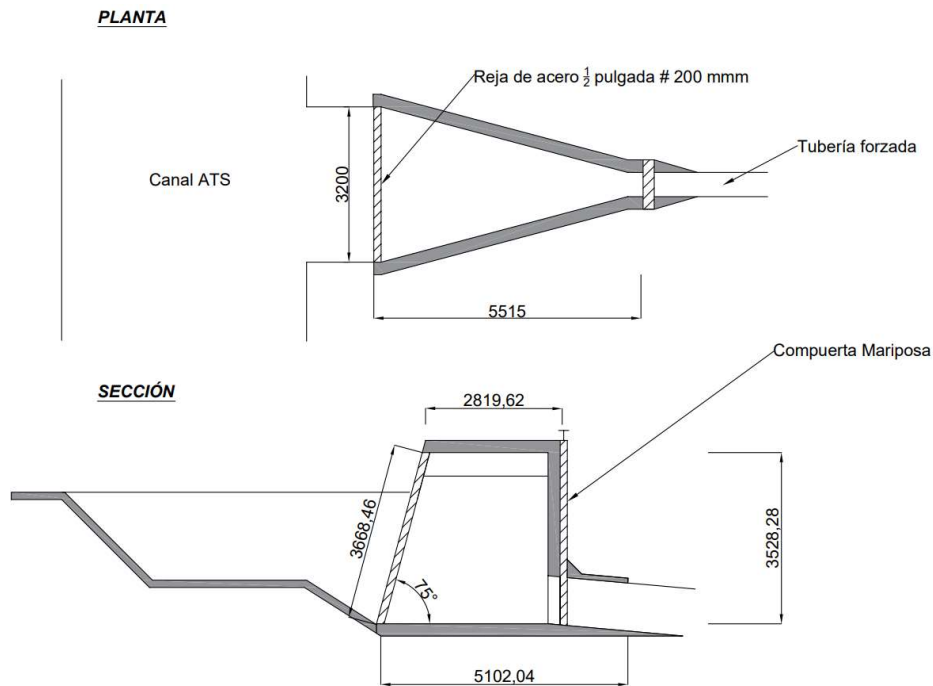 PLANTA
Reja de acero 1/2 pulgada # 200 mmm
Tubería forzada
Canal ATS
3200
5515
Compuerta Mariposa
SECCIÓN
2819,62
3668,46
3528,28
75°
5102,04